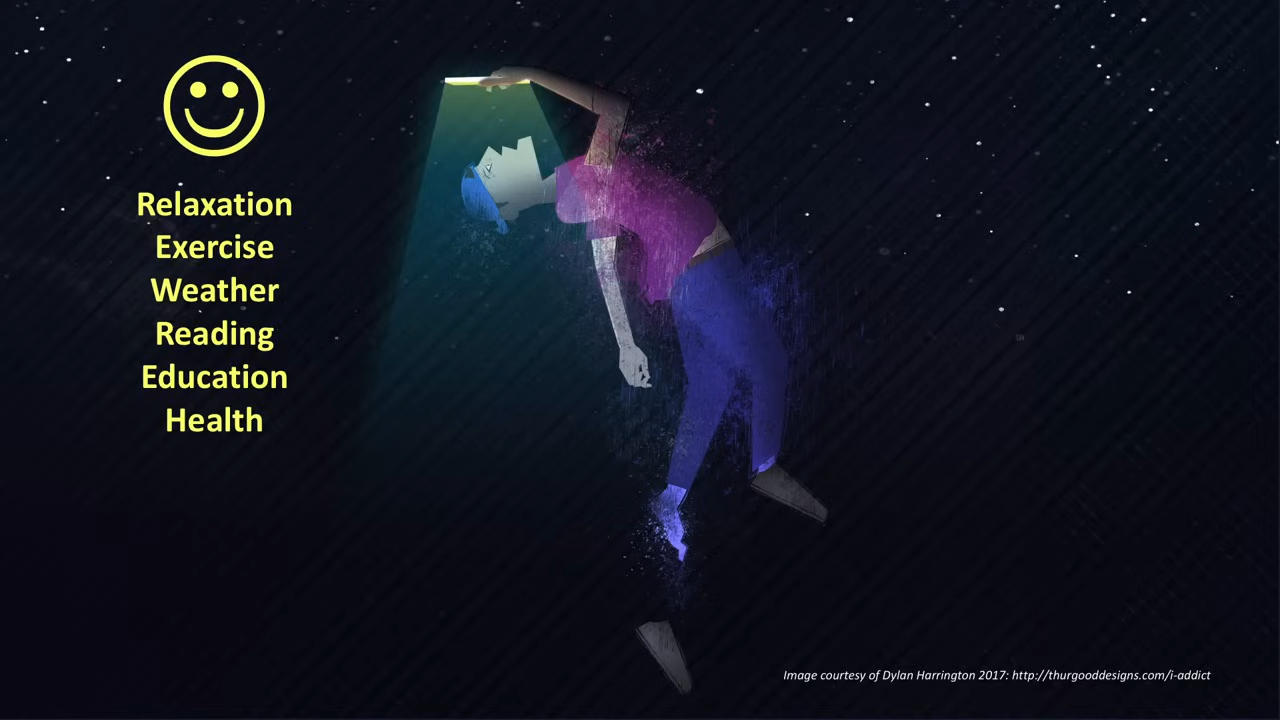 Relaxation
Exercise
Weather
Reading
Education
Health
Image courtesy of Dylan Harrington 2017: http://thurgooddesigns.com/i-addict